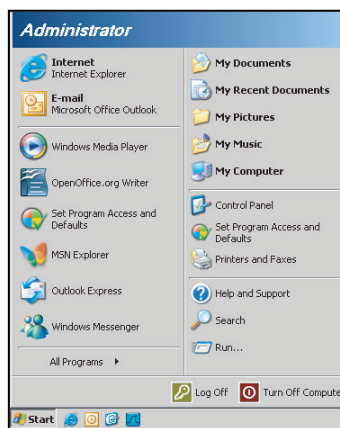 Administrator
Internet
Internet Explorer
E-mail
Microsoft Office Outlook
Windows Media Player
OpenOffice.org Writer
Set Program Access and
Defaults
MSN Explorer
Outlook Express
Windows Messenger
All Programs
My Documents
My Recent Documents
My Pictures
My Music
My Computer
Control Panel
Set Program Access and
Defaults
Printers and Faxes
Help and Support
Search
Run...
Log Off
Turn Off Compute
Start